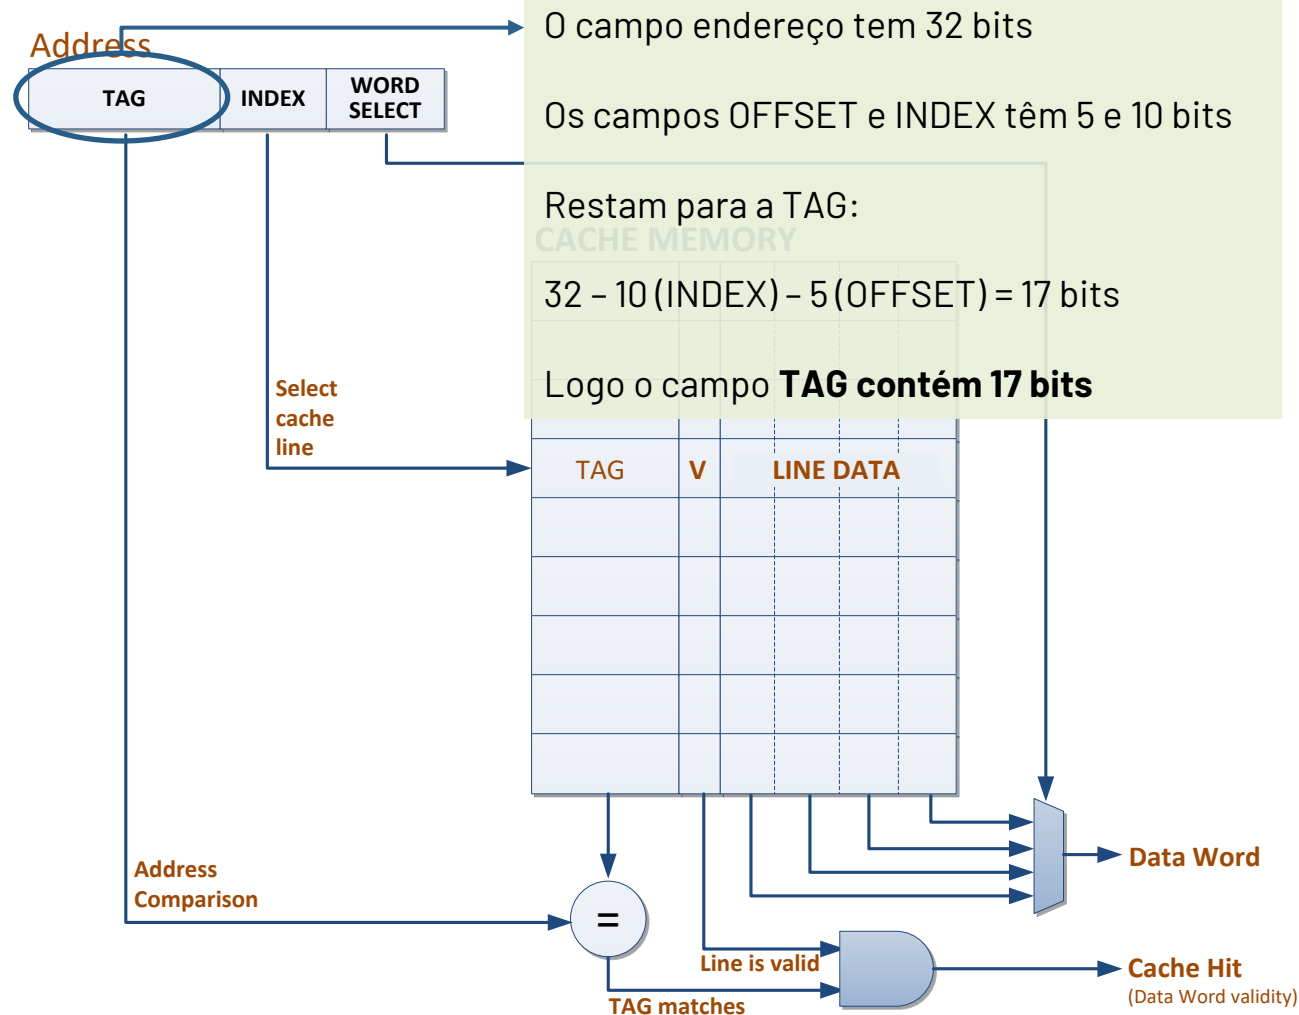 Address
TAG
INDEX
WORD
SELECT
O campo endereço tem 32 bits
Os campos OFFSET e INDEX têm 5 e 10 bits
Restam para a TAG:
CACHE MEMORY
32 – 10 (INDEX) – 5 (OFFSET) = 17 bits
Logo o campo TAG contém 17 bits
Select
cache
line
TAG
V
LINE DATA
Address
Comparison
=
Data Word
Line is valid
TAG matches
Cache Hit
(Data Word validity)